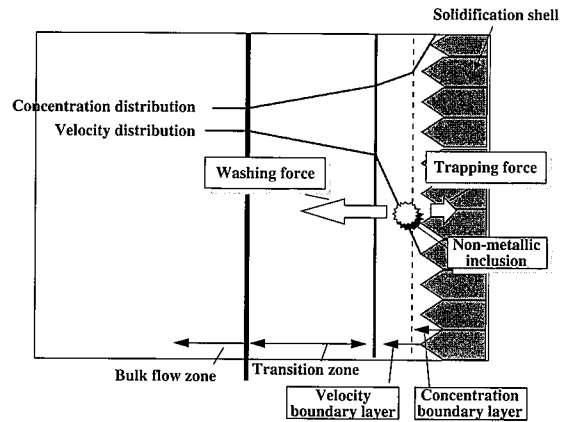 Solidification shell
Concentration distribution
Velocity distribution
Washing force
Trapping force
Non-metallic
inclusion
Bulk flow zone
Transition zone
Velocity
boundary layer
Concentration
boundary layer